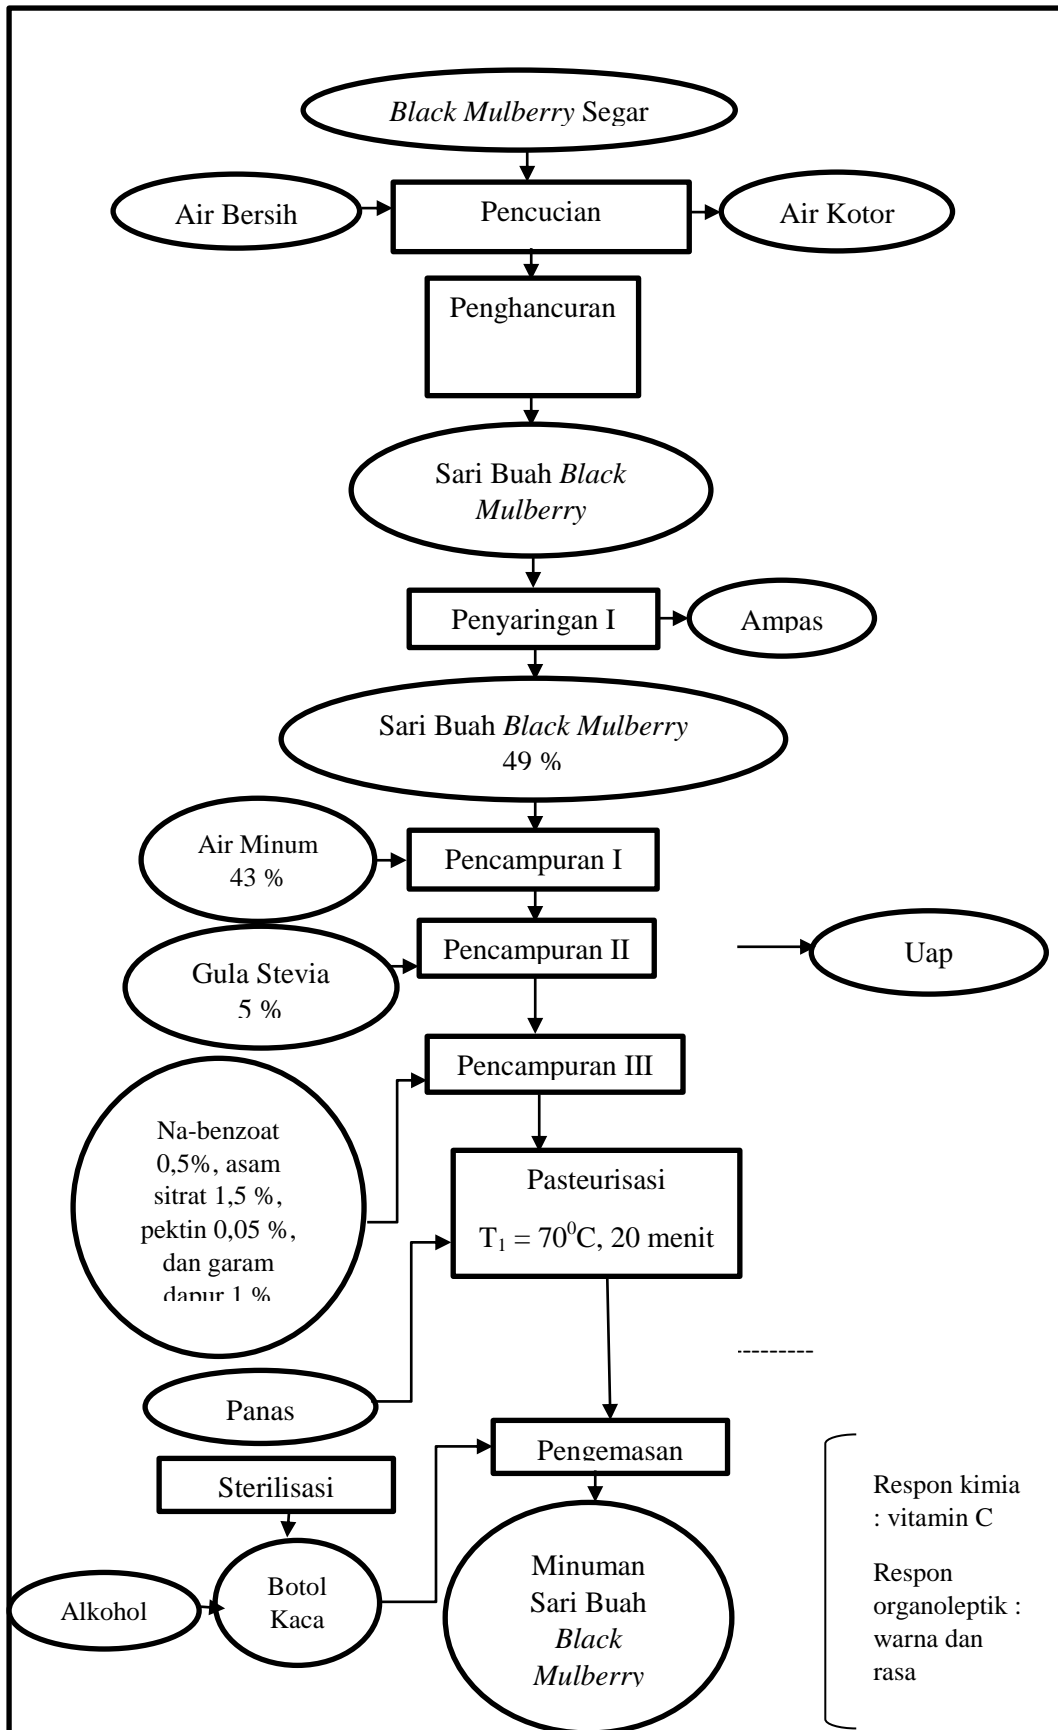 Black Mulberry Segar
Air Bersih
Pencucian
Air Kotor
Penghancuran
Sari Buah Black
Mulberry
Penyaringan I
Ampas
Sari Buah Black Mulberry
49 %
Air Minum
43 %
Pencampuran I
Gula Stevia
5 %
Pencampuran II
Uap
Pencampuran III
Na-benzoat
0,5%, asam
sitrat 1,5 %,
pektin 0,05 %,
dan garam
dapur 1 %
Pasteurisasi
T₁ = 70⁰C, 20 menit
Panas
Pengemasan
Sterilisasi
Alkohol
Botol
Kaca
Minuman
Sari Buah
Black
Mulberry
Respon kimia
: vitamin C
Respon
organoleptik :
warna dan
rasa